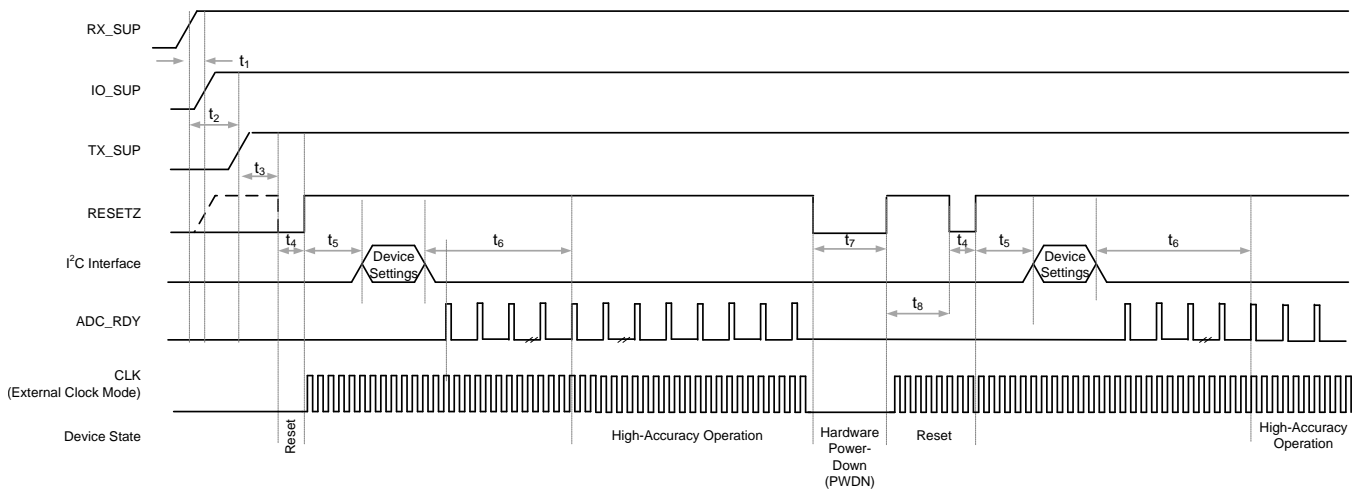 RX_SUP
t1
IO_SUP
t2
TX_SUP
t3
RESETZ
t4
t5
t6
t7
t4
t5
t6
I2C Interface
Device
Settings
Device
Settings
t8
ADC_RDY
CLK
(External Clock Mode)
Device State
Reset
High-Accuracy Operation
Hardware
Power-
Down
(PWDN)
Reset
High-Accuracy
Operation